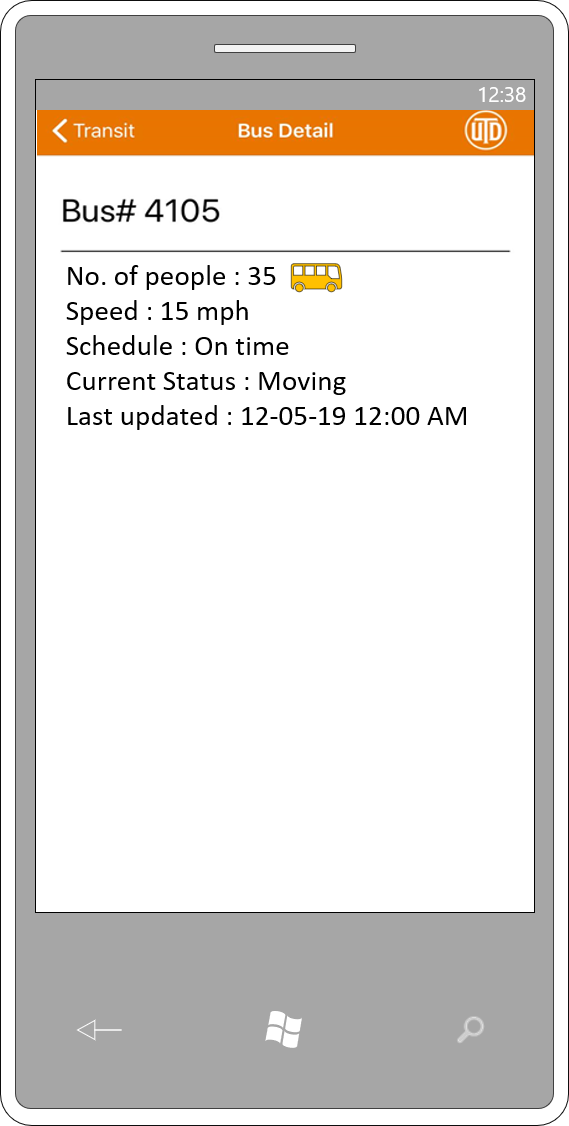 12:38
Transit Bus Detail UTD
Bus# 4105
No. of people : 35
Speed : 15 mph
Schedule : On time
Current Status : Moving
Last updated : 12-05-19 12:00 AM